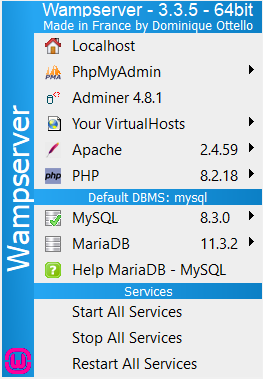 Wampserver - 3.3.5 - 64bit
Made in France by Dominique Ottello
Wampserver
Localhost
PhpMyAdmin
Adminer 4.8.1
Your VirtualHosts
Apache 2.4.59
PHP 8.2.18
Default DBMS: mysql
MySQL 8.3.0
MariaDB 11.3.2
Help MariaDB - MySQL
Services
Start All Services
Stop All Services
Restart All Services